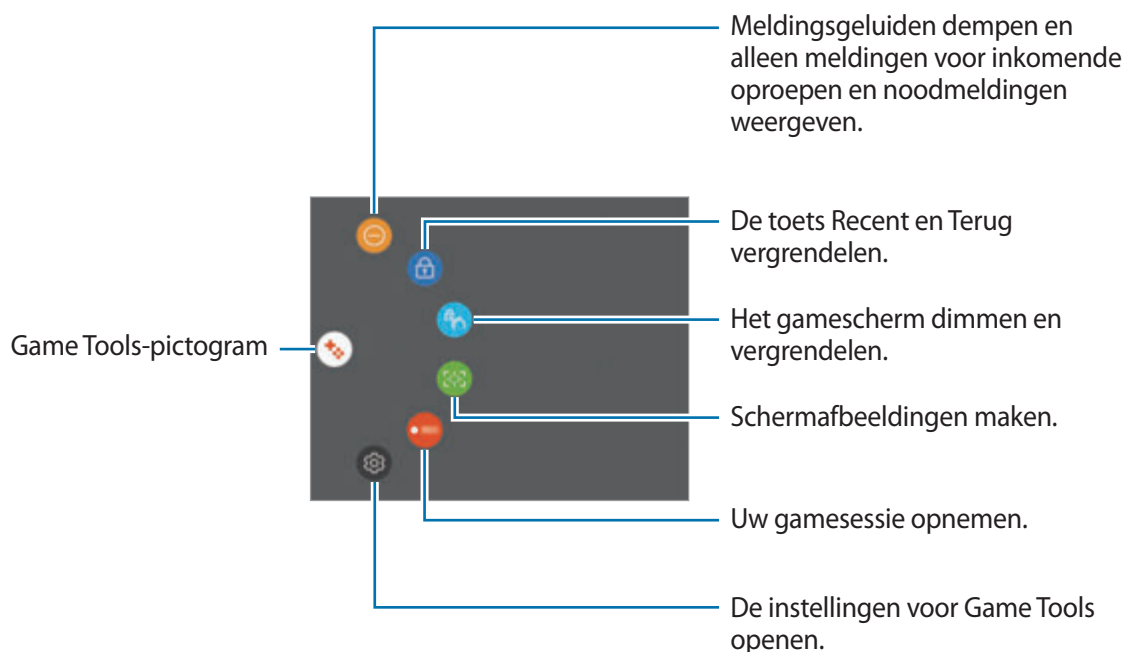 Meldingsgeluiden dempen en
alleen meldingen voor inkomende
oproepen en noodmeldingen
weergeven.
De toets Recent en Terug
vergrendelen.
Het gamescherm dimmen en
vergrendelen.
Game Tools-pictogram
Schermafbeeldingen maken.
Uw gamesessie opnemen.
De instellingen voor Game Tools
openen.